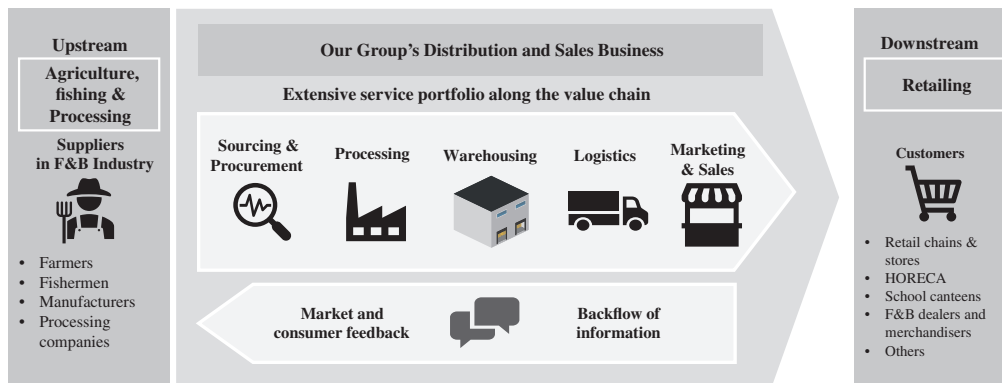 Upstream
Agriculture,
fishing &
Processing
Suppliers
in F&B Industry
• Farmers
• Fishermen
• Manufacturers
• Processing
companies
Our Group's Distribution and Sales Business
Extensive service portfolio along the value chain
Sourcing &
Procurement
Processing
Warehousing
Logistics
Marketing
& Sales
Market and
consumer feedback
Backflow of
information
Downstream
Retailing
Customers
• Retail chains &
stores
• HORECA
• School canteens
• F&B dealers and
merchandisers
• Others